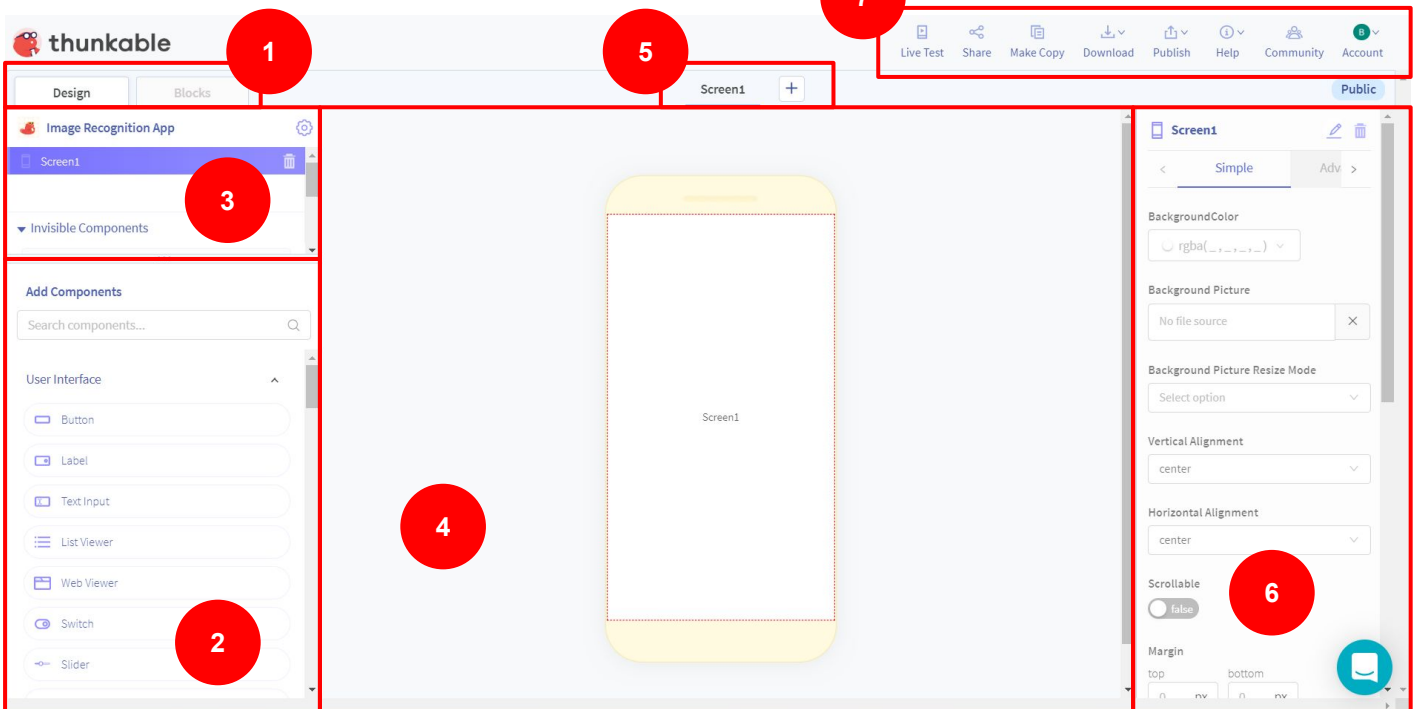 7
thunkable
1
5
Live Test
Share
Make Copy
Download
Publish
Help
Community
B
Account
Design
Blocks
Screen1
+
Public
Image Recognition App
Screen1
3
Invisible Components
Add Components
Search components...
User Interface
Button
Label
Text Input
List Viewer
Web Viewer
Switch
2
Slider
Screen1
4
Screen1
Simple
Adv
BackgroundColor
rgba(_,_,_,_)
Background Picture
No file source
Background Picture Resize Mode
Select option
Vertical Alignment
center
Horizontal Alignment
center
Scrollable
6
false
Margin
top bottom
0 px 0 px